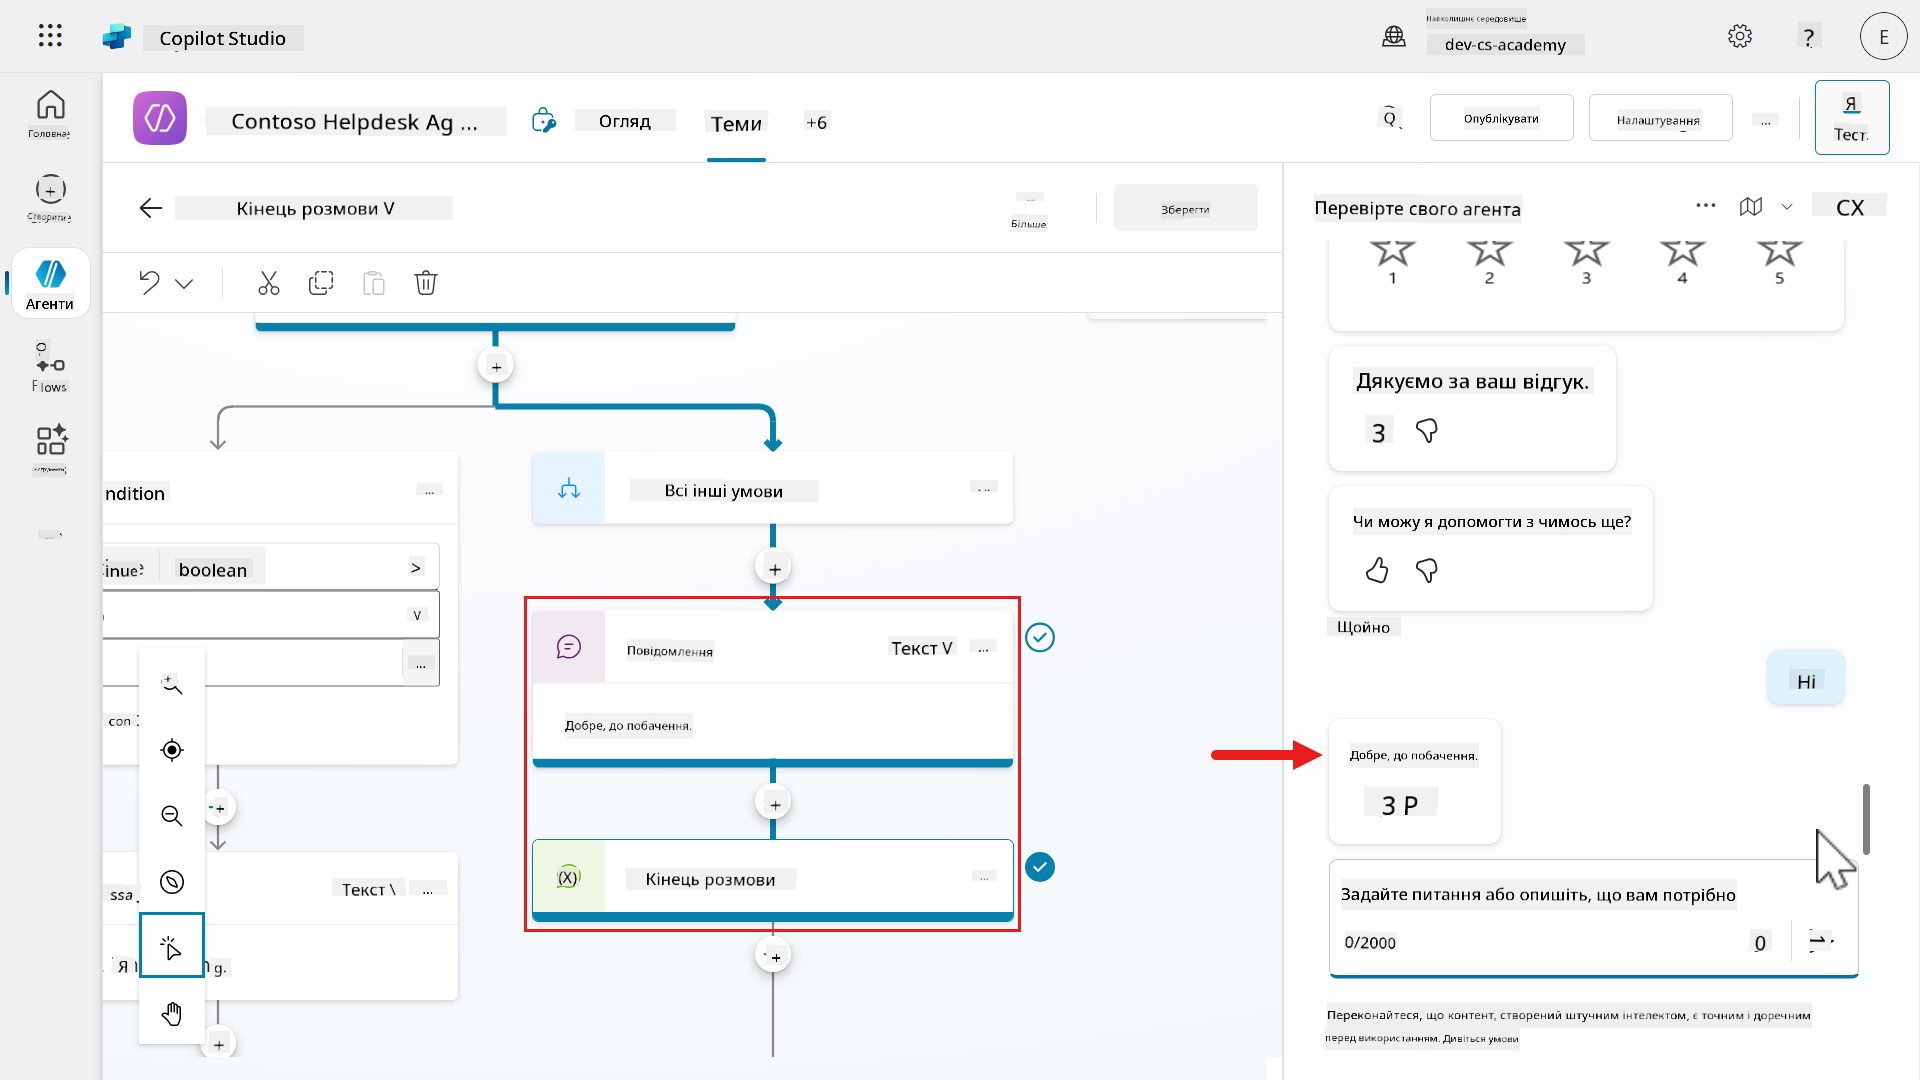 Copilot Studio
Навколишнє середовище
dev-cs-academy
?
E
Головна
Створити
Агенти
Flows
Contoso Helpdesk Ag ...
Огляд
Теми
+6
Опублікувати
Налаштування
...
Тест.
Кінець розмови V
Більше
Зберегти
ndition
...
boolean
>
V
...
con
Текст \
...
Всі інші умови
Повідомлення
Текст V
...
Добре, до побачення.
(X)
Кінець розмови
...
Перевірте свого агента
...
CX
1
2
3
4
5
Дякуємо за ваш відгук.
3
Чи можу я допомогти з чимось ще?
Щойно
Ні
Добре, до побачення.
3 P
Задайте питання або опишіть, що вам потрібно
0/2000
0
Переконайтеся, що контент, створений штучним інтелектом, є точним і доречним
перед використанням. Дивіться умови